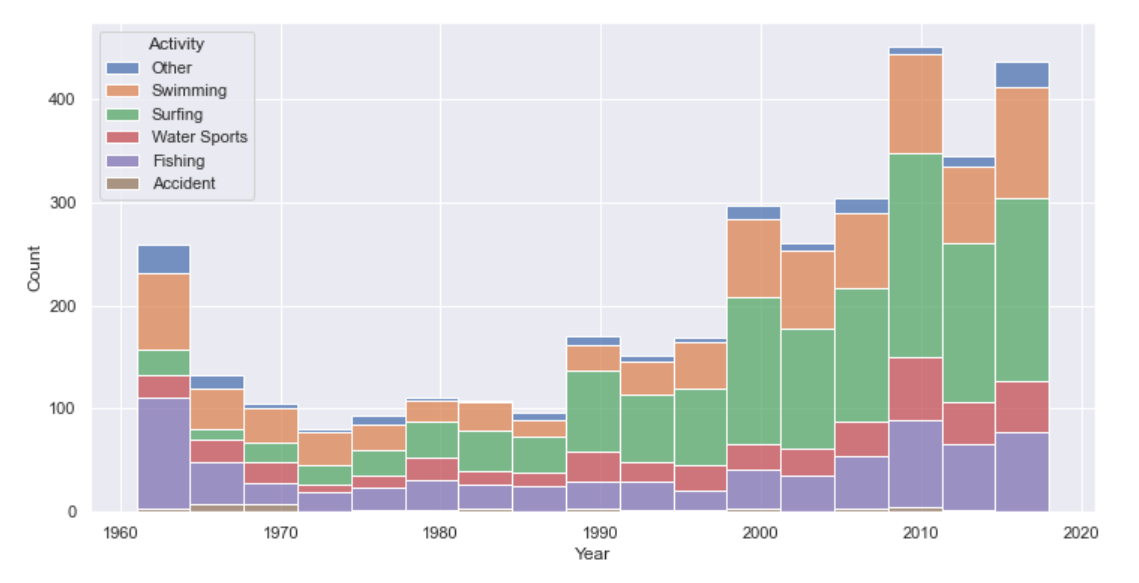 Activity
Other
Swimming
Surfing
Water Sports
Fishing
Accident
400
300
200
100
0
Count
1960 1970 1980 1990 2000 2010 2020
Year